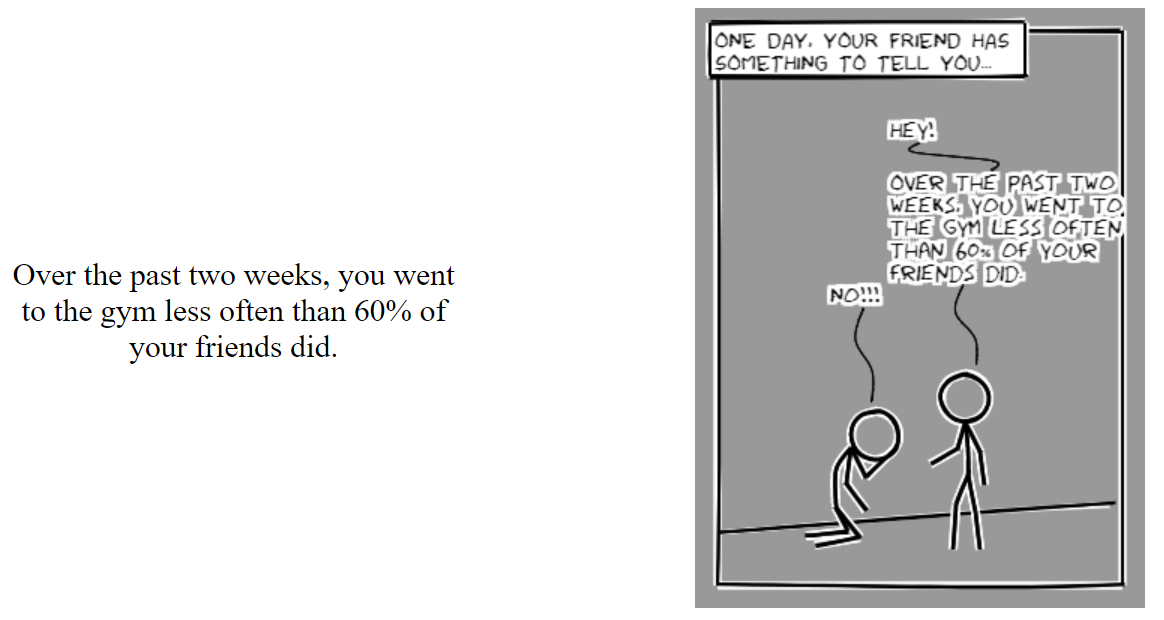 Over the past two weeks, you went
to the gym less often than 60% of
your friends did.
ONE DAY, YOUR FRIEND HAS
SOMETHING TO TELL YOU...
HEY!
OVER THE PAST TWO
WEEKS, YOU WENT TO
THE GYM LESS OFTEN
THAN 60% OF YOUR
FRIENDS DID.
NO!!!